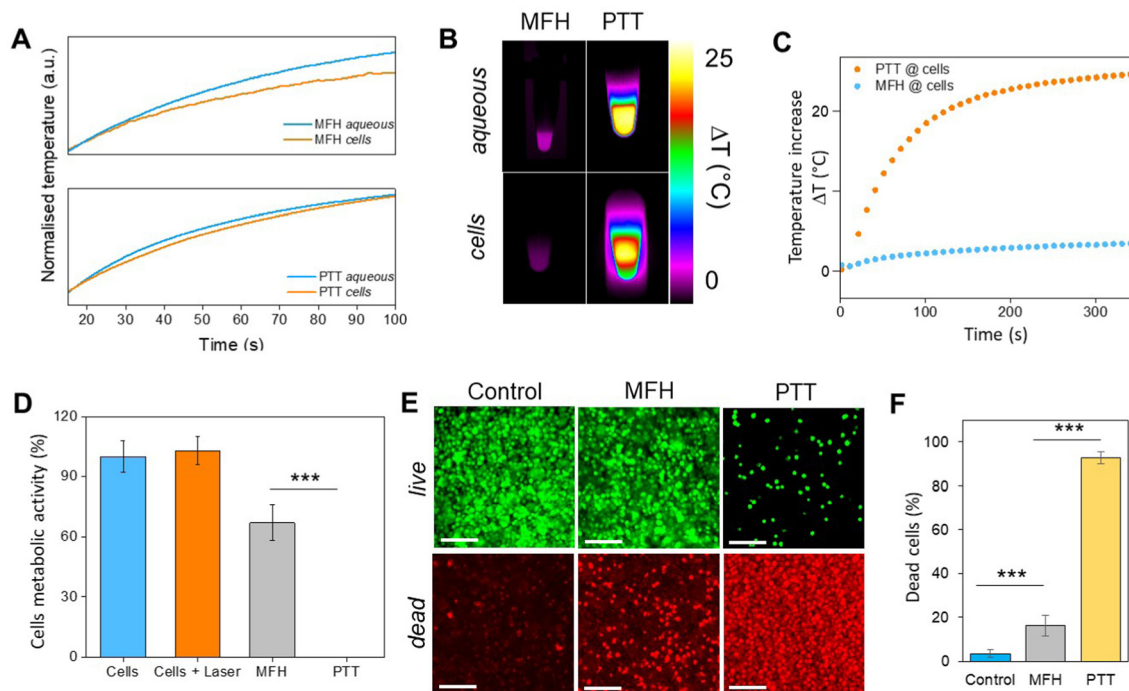 A
Normalised temperature (a.u.)
MFH aqueous
MFH cells
PTT aqueous
PTT cells
20 30 40 50 60 70 80 90 100
Time (s)
B
MFH PTT
aqueous
cells
25
0
ΔT (°C)
C
PTT @ cells
MFH @ cells
Temperature increase
ΔT (°C)
20
0
0 100 200 300
Time (s)
D
Cells metabolic activity (%)
120
90
60
30
0
***
Cells Cells + Laser MFH PTT
E
Control MFH PTT
live
dead
F
Dead cells (%)
100
80
60
40
20
0
***
***
Control MFH PTT